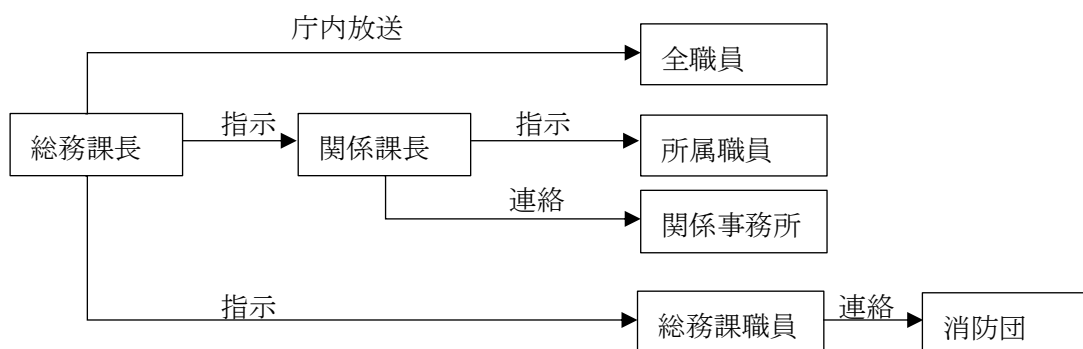 庁内放送
全職員
総務課長
指示
関係課長
指示
所属職員
連絡
関係事務所
指示
総務課職員
連絡
消防団